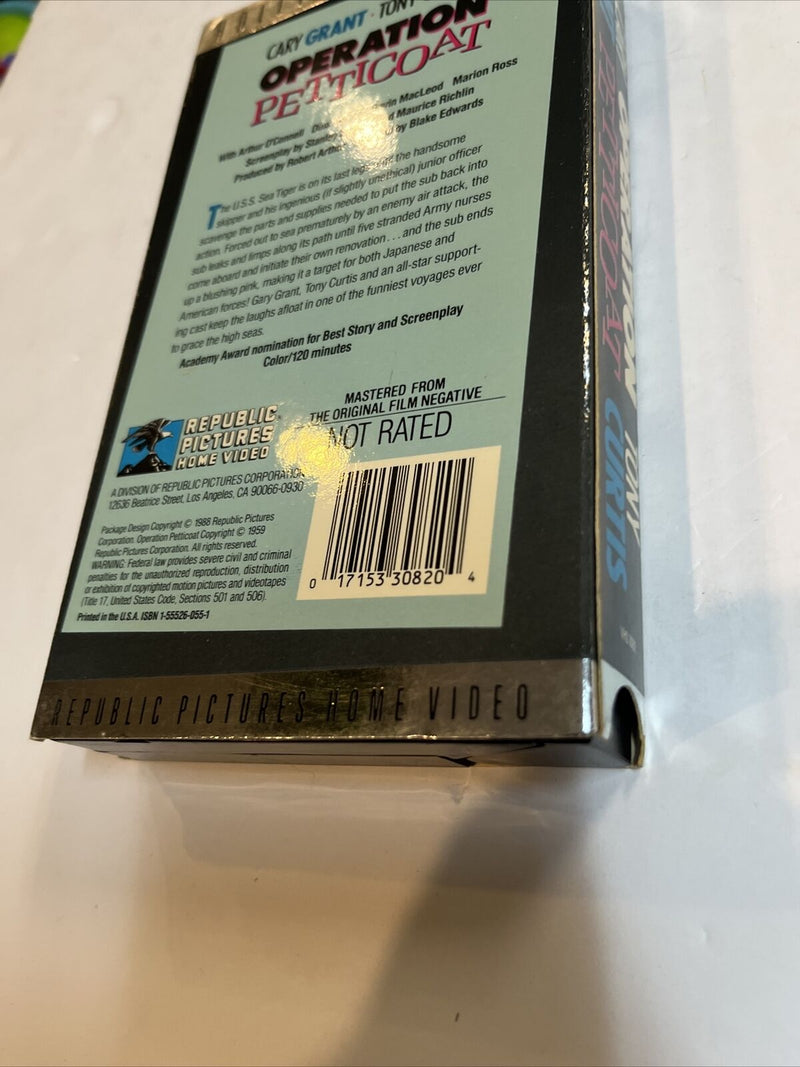 CARY GRANT · TONY
OPERATION
PETTICOAT
With Arthur O'Connell MacLeod Marion Ross
Screenplay by Stanley Maurice Richlin
Produced by Robert by Blake Edwards
The U.S.S. Sea Tiger is on its last the handsome
skipper and his ingenious (if slightly unethical) junior officer
scavenge the parts and supplies needed to put the sub back into
action. Forced out to sea prematurely by an enemy air attack, the
sub leaks and limps along its path until five stranded Army nurses
come aboard and initiate their own renovation...and the sub ends
up a blushing pink, making it a target for both Japanese and
American forces! Gary Grant, Tony Curtis and an all-star support-
ing cast keep the laughs afloat in one of the funniest voyages ever
to grace the high seas.
Academy Award nomination for Best Story and Screenplay
Color/120 minutes
MASTERED FROM
THE ORIGINAL FILM NEGATIVE
NOT RATED
REPUBLIC
PICTURES
HOME VIDEO
A DIVISION OF REPUBLIC PICTURES CORPORATION
12636 Beatrice Street, Los Angeles, CA 90066-0930
Package Design Copyright © 1988 Republic Pictures
Corporation. Operation Petticoat Copyright © 1959
Republic Pictures Corporation. All rights reserved.
WARNING: Federal law provides severe civil and criminal
penalties for the unauthorized reproduction, distribution
or exhibition of copyrighted motion pictures and videotapes
(Title 17, United States Code, Sections 501 and 506).
Printed in the U.S.A. ISBN 1-55526-055-1
0 17153 30820 4
REPUBLIC PICTURES HOME VIDEO
OPERATION
PETTICOAT
TONY
CURTIS